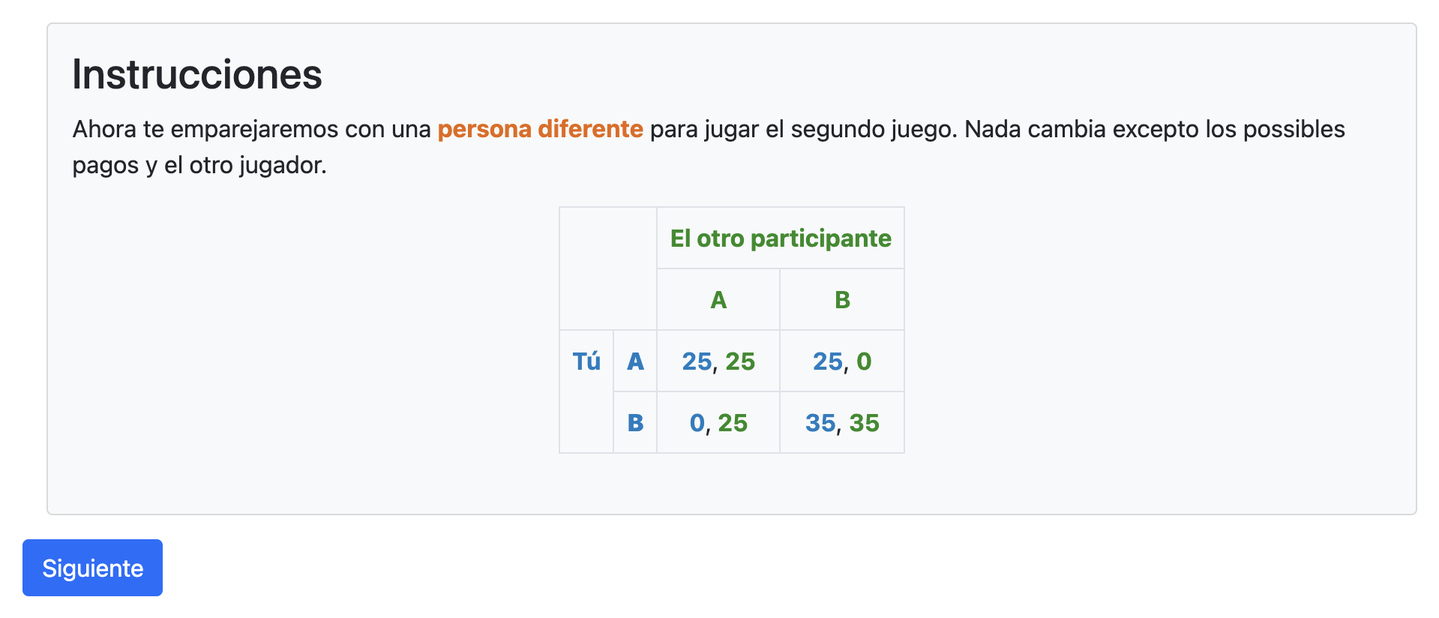 Instrucciones
Ahora te emparejaremos con una persona diferente para jugar el segundo juego. Nada cambia excepto los posibles
pagos y el otro jugador.
El otro participante
A B
Tú A 25, 25 25, 0
B 0, 25 35, 35
Siguiente